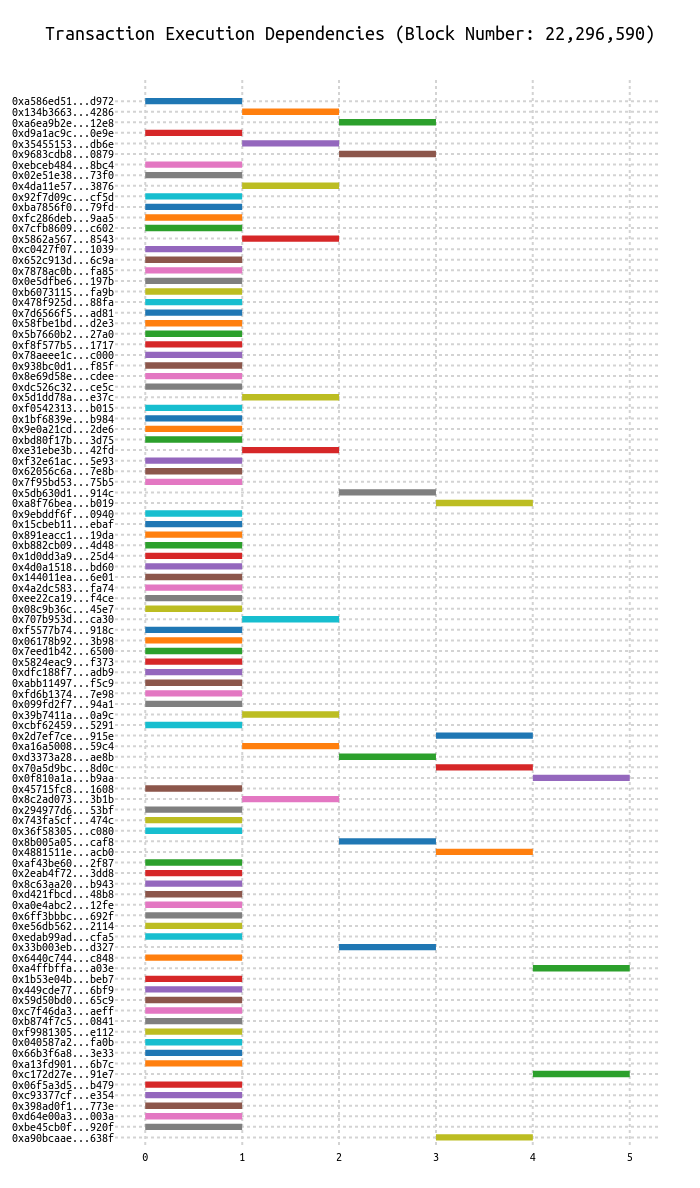 Transaction Execution Dependencies (Block Number: 22,296,590)
0xa586ed51...d972
0x134b3663...4286
0xa6ea9b2e...12e8
0xd9a1ac9c...0e9e
0x35455153...db6e
0x9683cdb8...0879
0xebceb484...8bc4
0x02e51e38...73f0
0x4da11e57...3876
0x92f7d09c...cf5d
0xba7856f0...79fd
0xfc286deb...9aa5
0x7cfb8609...c602
0x5862a567...8543
0xc0427f07...1039
0x652c913d...6c9a
0x7878ac0b...fa85
0x0e5dfbe6...197b
0xb6073115...fa9b
0x478f925d...88fa
0x7d6566f5...ad81
0x58fbe1bd...d2e3
0x5b7660b2...27a0
0xf8f577b5...1717
0x78aeee1c...c000
0x938bc0d1...f85f
0x8e69d58e...cdee
0xdc526c32...ce5c
0x5d1dd78a...e37c
0xf0542313...b015
0x1bf6839e...b984
0x9e0a21cd...2de6
0xbd80f17b...3d75
0xe31ebe3b...42fd
0xf32e61ac...5e93
0x62056c6a...7e8b
0x7f95bd53...75b5
0x5db630d1...914c
0xa8f76bea...b019
0x9ebddf6f...0940
0x15cbeb11...ebaf
0x891eacc1...19da
0xb882cb09...4d48
0x1d0dd3a9...25d4
0x4d0a1518...bd60
0x144011ea...6e01
0x4a2dc583...fa74
0xee22ca19...f4ce
0x08c9b36c...45e7
0x707b953d...ca30
0xf5577b74...918c
0x06178b92...3b98
0x7eed1b42...6500
0x5824eac9...f373
0xdfc188f7...adb9
0xabb11497...f5c9
0xfd6b1374...7e98
0x099fd2f7...94a1
0x39b7411a...0a9c
0xcbf62459...5291
0x2d7ef7ce...915e
0xa16a5008...59c4
0xd3373a28...ae8b
0x70a5d9bc...8d0c
0x0f810a1a...b9aa
0x45715fc8...1608
0x8c2ad073...3b1b
0x294977d6...53bf
0x743fa5cf...474c
0x36f58305...c080
0x8b005a05...caf8
0x4881511e...acb0
0xaf43be60...2f87
0x2eab4f72...3dd8
0x8c63aa20...b943
0xd421fbcd...48b8
0xa0e4abc2...12fe
0x6ff3bbbc...692f
0xe56db562...2114
0xedab99ad...cfa5
0x33b003eb...d327
0x6440c744...c848
0xa4ffbffa...a03e
0x1b53e04b...beb7
0x449cde77...6bf9
0x59d50bd0...65c9
0xc7f46da3...aeff
0xb874f7c5...0841
0xf9981305...e112
0x040587a2...fa0b
0x66b3f6a8...3e33
0xa13fd901...6b7c
0xc172d27e...91e7
0x06f5a3d5...b479
0xc93377cf...e354
0x398ad0f1...773e
0xd64e00a3...003a
0xbe45cb0f...920f
0xa90bcaae...638f
0 1 2 3 4 5